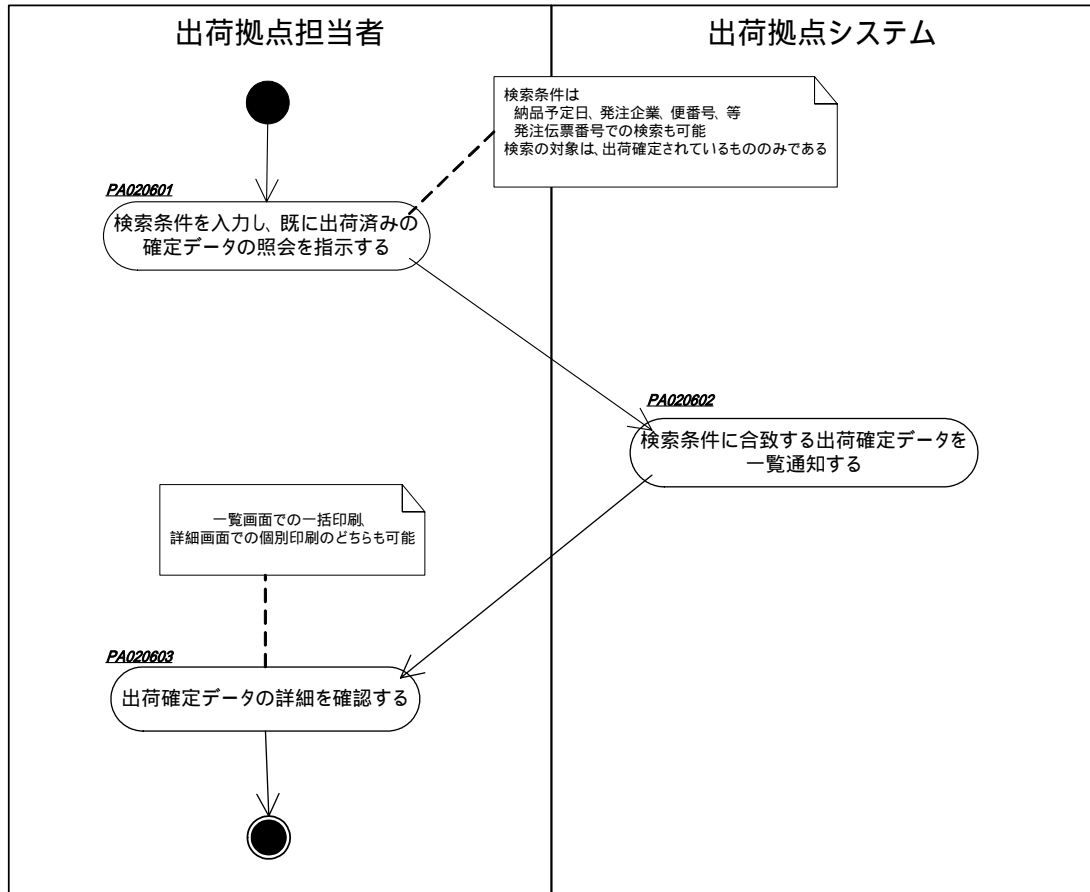 出荷拠点担当者
出荷拠点システム
検索条件は
納品予定日、発注企業、便番号、等
発注伝票番号での検索も可能
検索の対象は、出荷確定されているもののみである
PA020601
検索条件を入力し、既に出荷済みの
確定データの照会を指示する
PA020602
検索条件に合致する出荷確定データを
一覧通知する
一覧画面での一括印刷、
詳細画面での個別印刷のどちらも可能
PA020603
出荷確定データの詳細を確認する